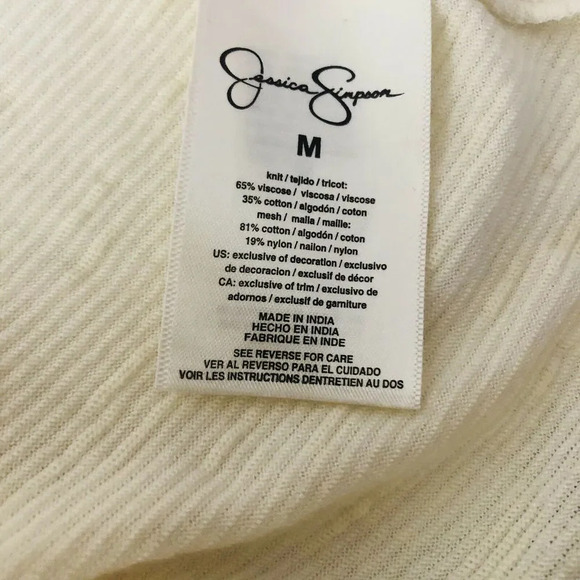 Jessica Simpson
M
knit / tejido / tricot:
65% viscose / viscosa / viscose
35% cotton / algodón / coton
mesh / malla / maille:
81% cotton / algodón / coton
19% nylon / nailon / nylon
US: exclusive of decoration / exclusivo
de decoracion / exclusif de décor
CA: exclusive of trim / exclusivo de
adornos / exclusif de garniture
MADE IN INDIA
HECHO EN INDIA
FABRIQUE EN INDE
SEE REVERSE FOR CARE
VER AL REVERSO PARA EL CUIDADO
VOIR LES INSTRUCTIONS DENTRETIEN AU DOS